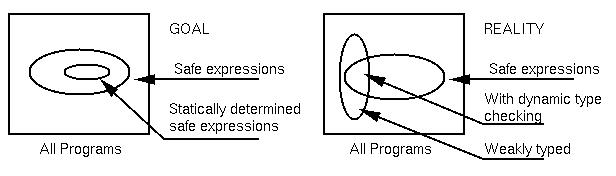 GOAL
Safe expressions
Statically determined
safe expressions
All Programs
REALITY
Safe expressions
With dynamic type
checking
Weakly typed
All Programs